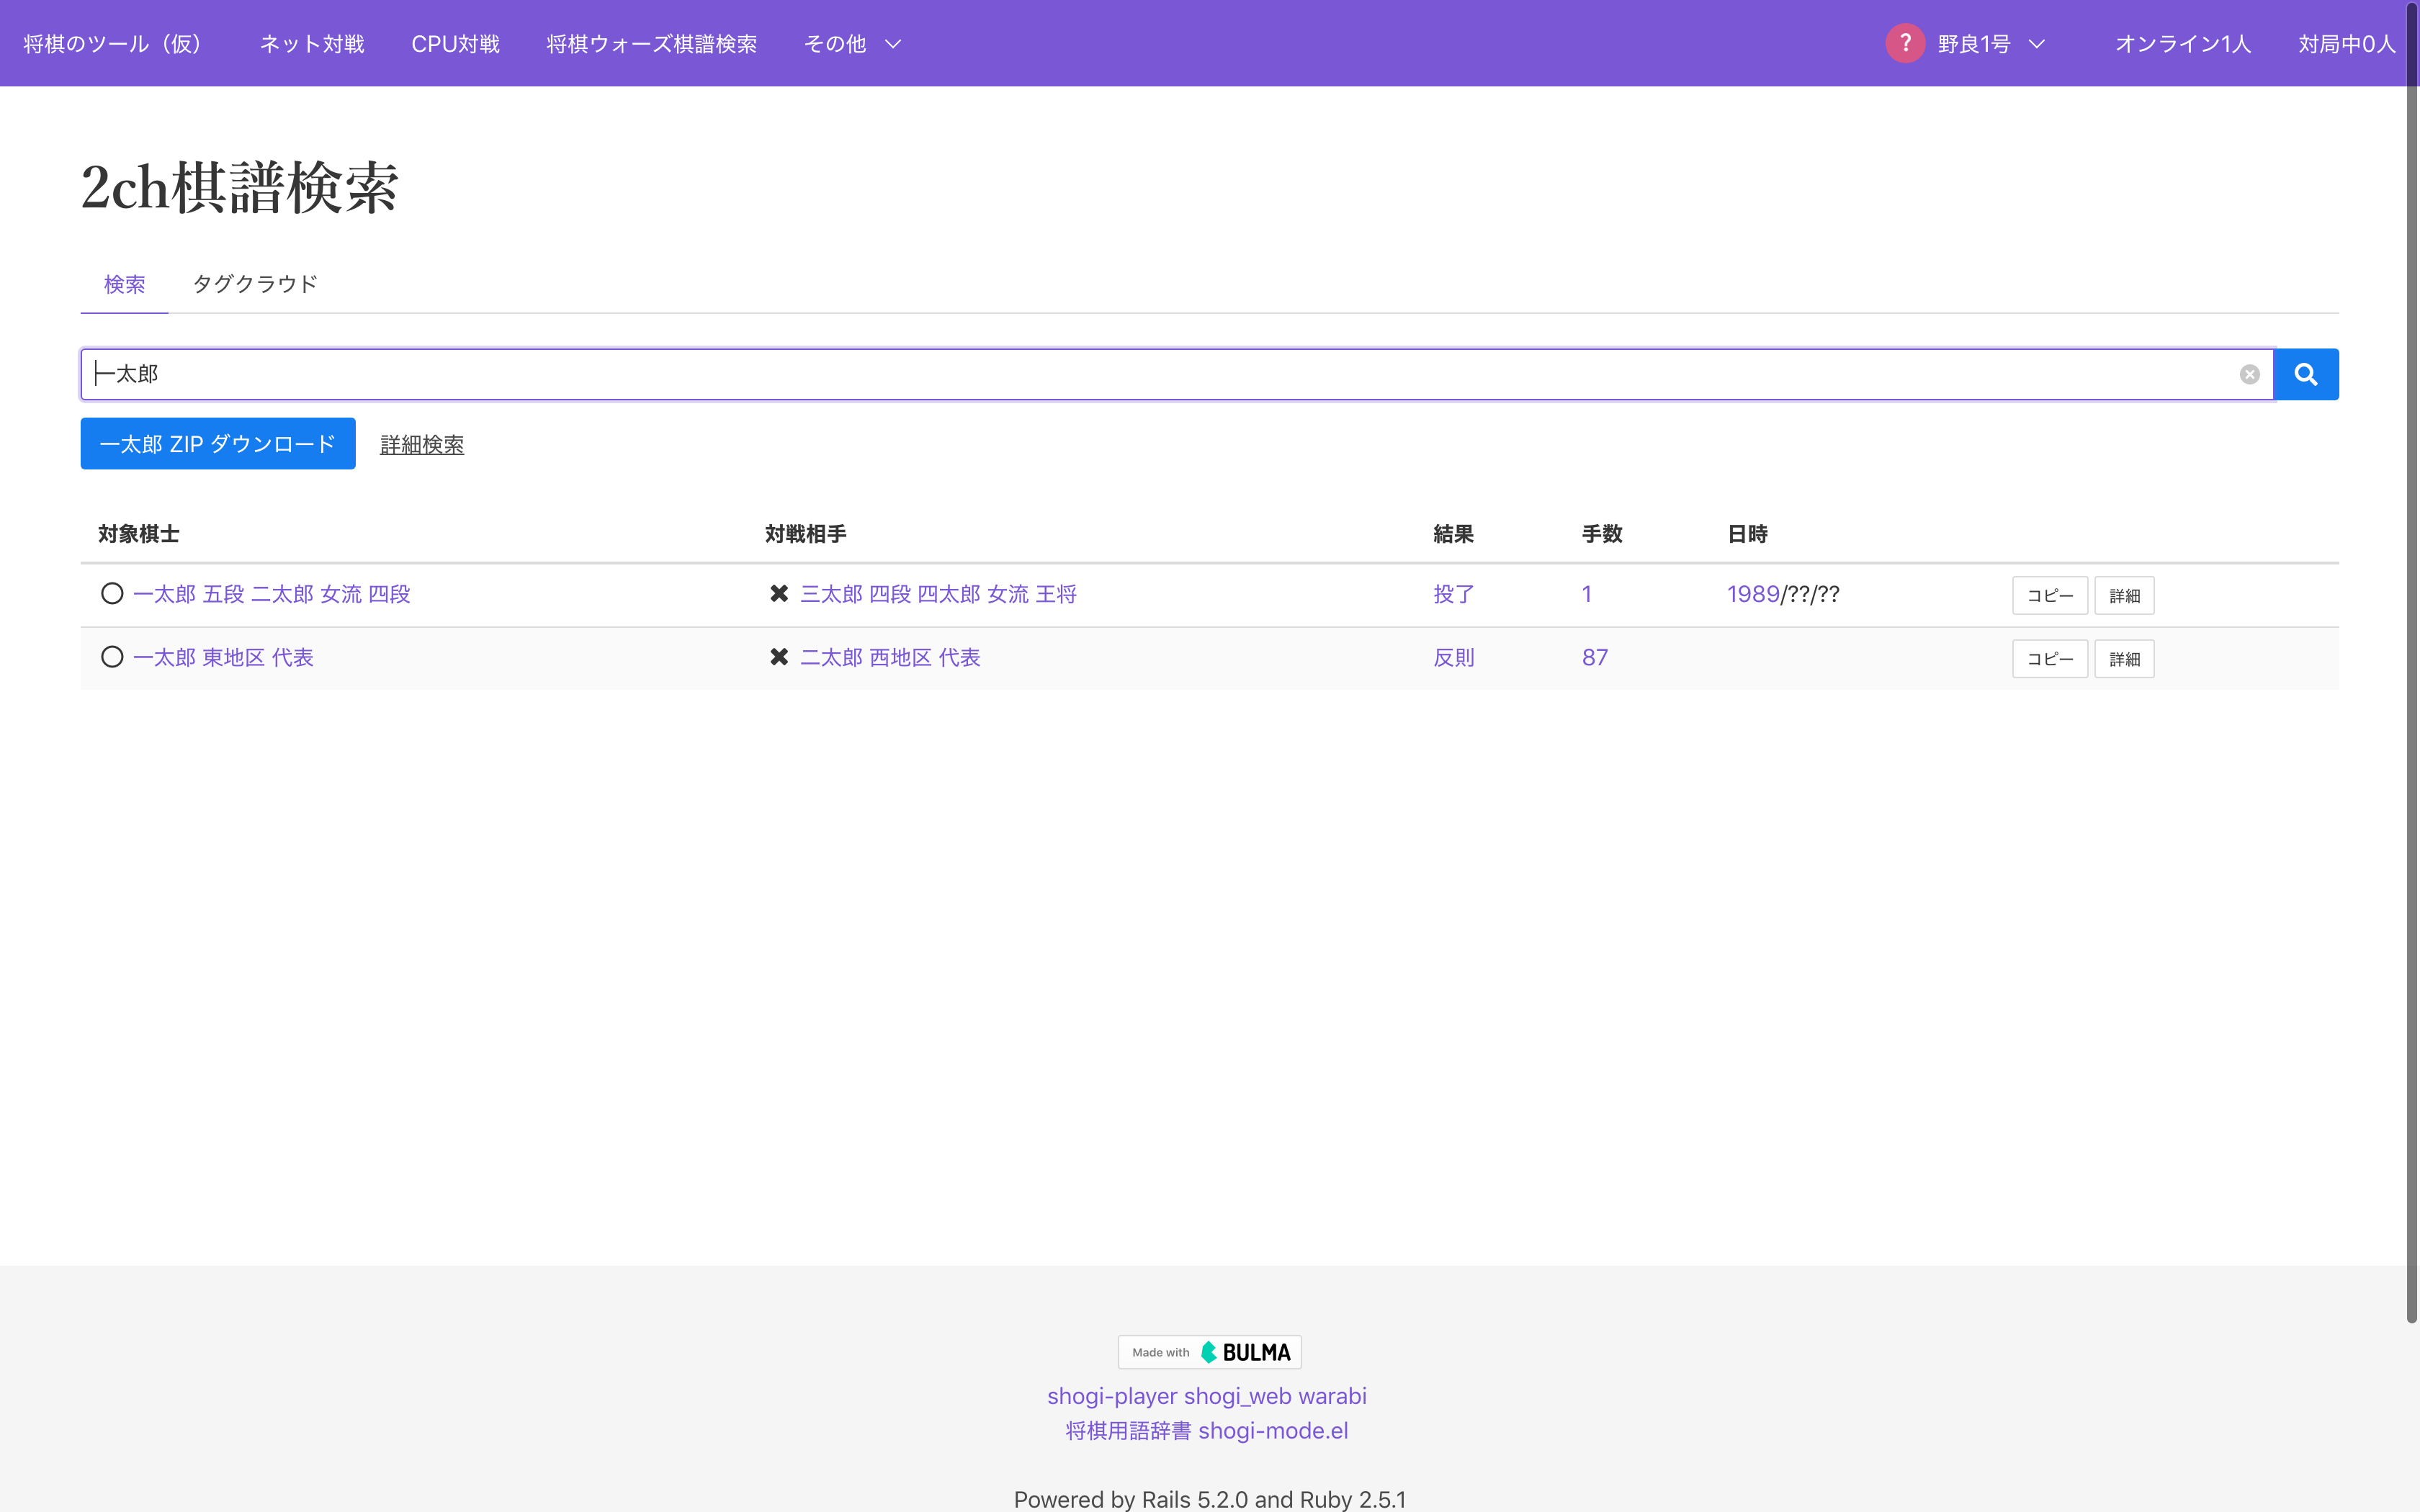 将棋のツール（仮） ネット対戦 CPU対戦 将棋ウォーズ棋譜検索 その他 ? 野良1号 オンライン1人 対局中0人
2ch棋譜検索
検索 タグクラウド
一太郎
一太郎 ZIP ダウンロード 詳細検索
対象棋士 対戦相手 結果 手数 日時
一太郎 五段 二太郎 女流 四段 三太郎 四段 四太郎 女流 王将 投了 1 1989/??/?? コピー 詳細
一太郎 東地区 代表 二太郎 西地区 代表 反則 87 コピー 詳細
Made with BULMA
shogi-player shogi_web warabi
将棋用語辞書 shogi-mode.el
Powered by Rails 5.2.0 and Ruby 2.5.1